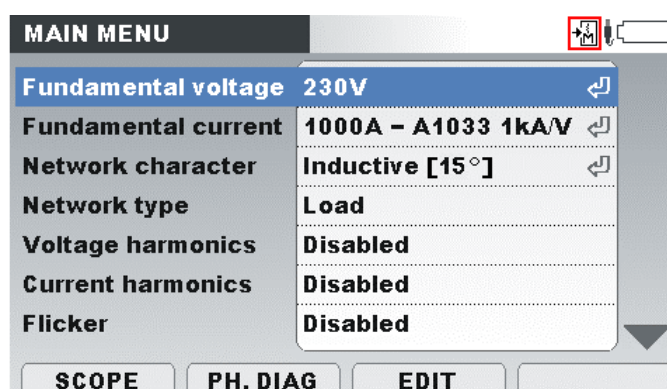 MAIN MENU
Fundamental voltage 230V
Fundamental current 1000A – A1033 1kA/V
Network character Inductive [15°]
Network type Load
Voltage harmonics Disabled
Current harmonics Disabled
Flicker Disabled
SCOPE PH. DIAG EDIT